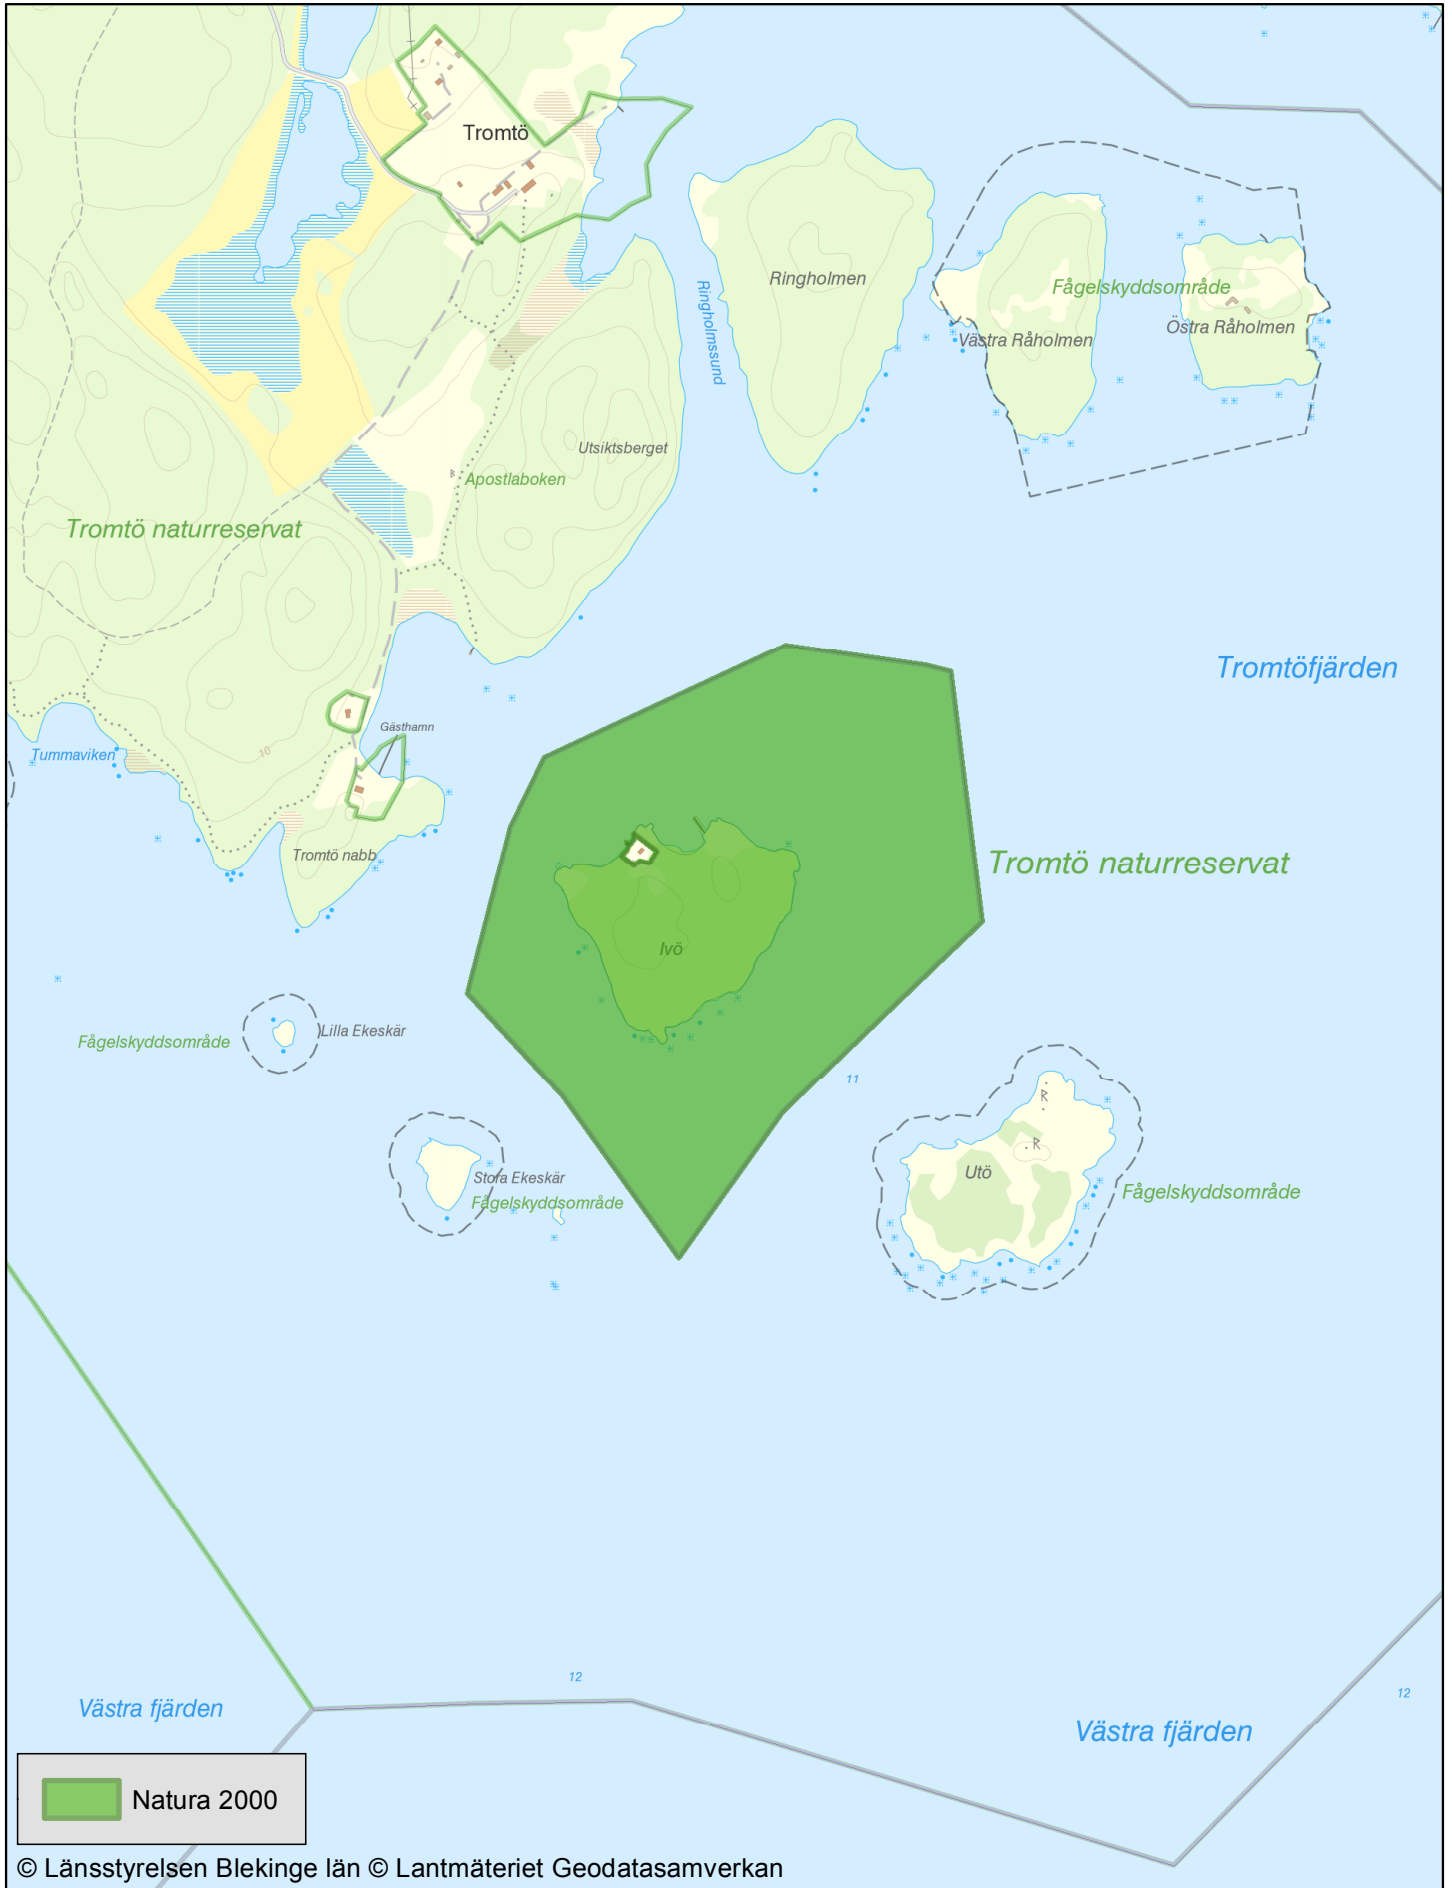 Tromtö
Ringholmen
Ringholmssund
Fågelskyddsområde
Västra Råholmen
Östra Råholmen
Utsiktsberget
Apostlaboken
Tromtö naturreservat
Tromtöfjärden
Gästhamn
Tummaviken
10
Tromtö nabb
Tromtö naturreservat
Ivö
Lilla Ekeskär
Fågelskyddsområde
11
R
R
Stora Ekeskär
Fågelskyddsområde
Utö
Fågelskyddsområde
12
12
Västra fjärden
Västra fjärden
Natura 2000
© Länsstyrelsen Blekinge län © Lantmäteriet Geodatasamverkan